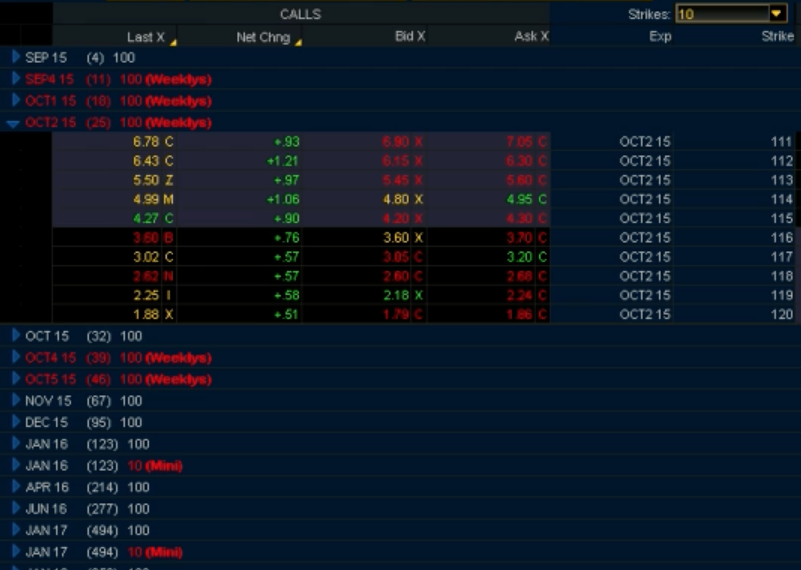 CALLS Strikes: 10
Last X Net Chng Bid X Ask X Exp Strike
SEP 15 (4) 100
SEP4 15 (11) 100 (Weeklys)
OCT1 15 (18) 100 (Weeklys)
OCT2 15 (25) 100 (Weeklys)
6.78 C +.93 6.90 X 7.05 C OCT2 15 111
6.43 C +1.21 6.15 X 6.30 C OCT2 15 112
5.50 Z +.97 5.45 X 5.60 C OCT2 15 113
4.99 M +1.06 4.80 X 4.95 C OCT2 15 114
4.27 C +.90 4.20 X 4.30 C OCT2 15 115
3.60 B +.76 3.60 X 3.70 C OCT2 15 116
3.02 C +.57 3.05 C 3.20 C OCT2 15 117
2.62 N +.57 2.60 C 2.68 C OCT2 15 118
2.25 I +.58 2.18 X 2.24 C OCT2 15 119
1.88 X +.51 1.79 C 1.86 C OCT2 15 120
OCT 15 (32) 100
OCT4 15 (39) 100 (Weeklys)
OCT5 15 (46) 100 (Weeklys)
NOV 15 (67) 100
DEC 15 (95) 100
JAN 16 (123) 100
JAN 16 (123) 10 (Mini)
APR 16 (214) 100
JUN 16 (277) 100
JAN 17 (494) 100
JAN 17 (494) 10 (Mini)